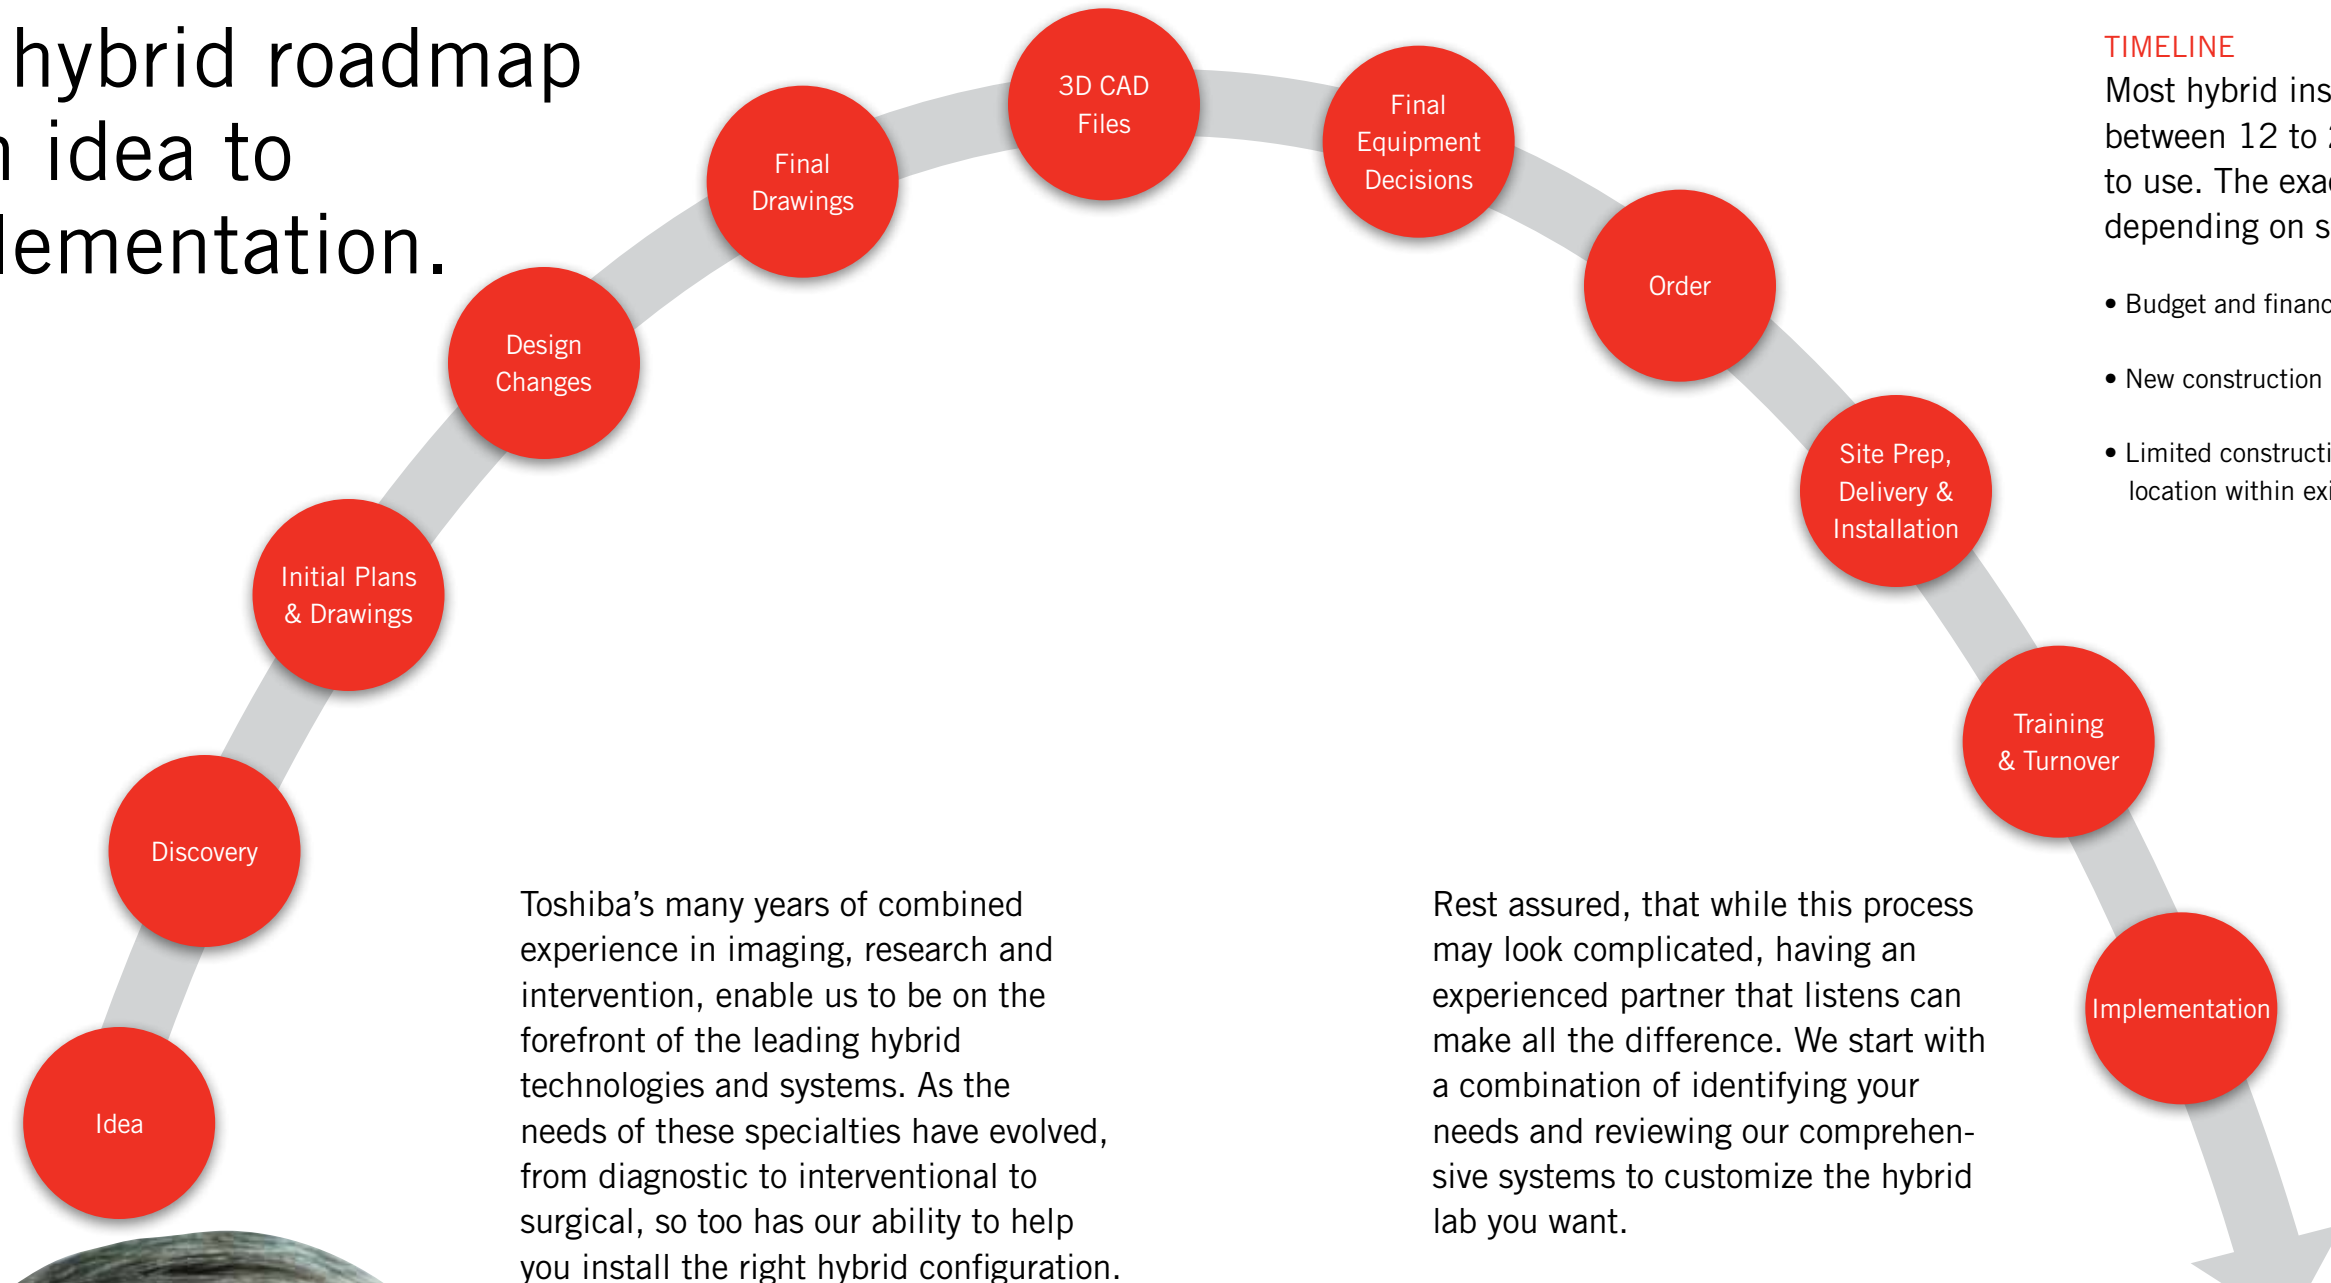 hybrid roadmap
idea to
lementation.
Idea
Discovery
Initial Plans
& Drawings
Design
Changes
Final
Drawings
3D CAD
Files
Final
Equipment
Decisions
Order
Site Prep,
Delivery &
Installation
Training
& Turnover
Implementation
Toshiba’s many years of combined
experience in imaging, research and
intervention, enable us to be on the
forefront of the leading hybrid
technologies and systems. As the
needs of these specialties have evolved,
from diagnostic to interventional to
surgical, so too has our ability to help
you install the right hybrid configuration.
Rest assured, that while this process
may look complicated, having an
experienced partner that listens can
make all the difference. We start with
a combination of identifying your
needs and reviewing our comprehen-
sive systems to customize the hybrid
lab you want.
TIMELINE
Most hybrid ins
between 12 to
to use. The exa
depending on s
• Budget and financ
• New construction
• Limited constructi
location within exi